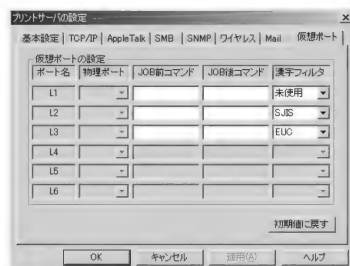 プリントサーバの設定
基本設定 TCP/IP AppleTalk SMB SNMP ワイヤレス Mail 仮想ポート
仮想ポートの設定
ポート名 物理ポート JOB前コマンド JOB後コマンド 漢字フィルタ
L1 未使用
L2 SJIS
L3 EUC
L4
L5
L6
初期値に戻す
OK キャンセル 適用(A) ヘルプ